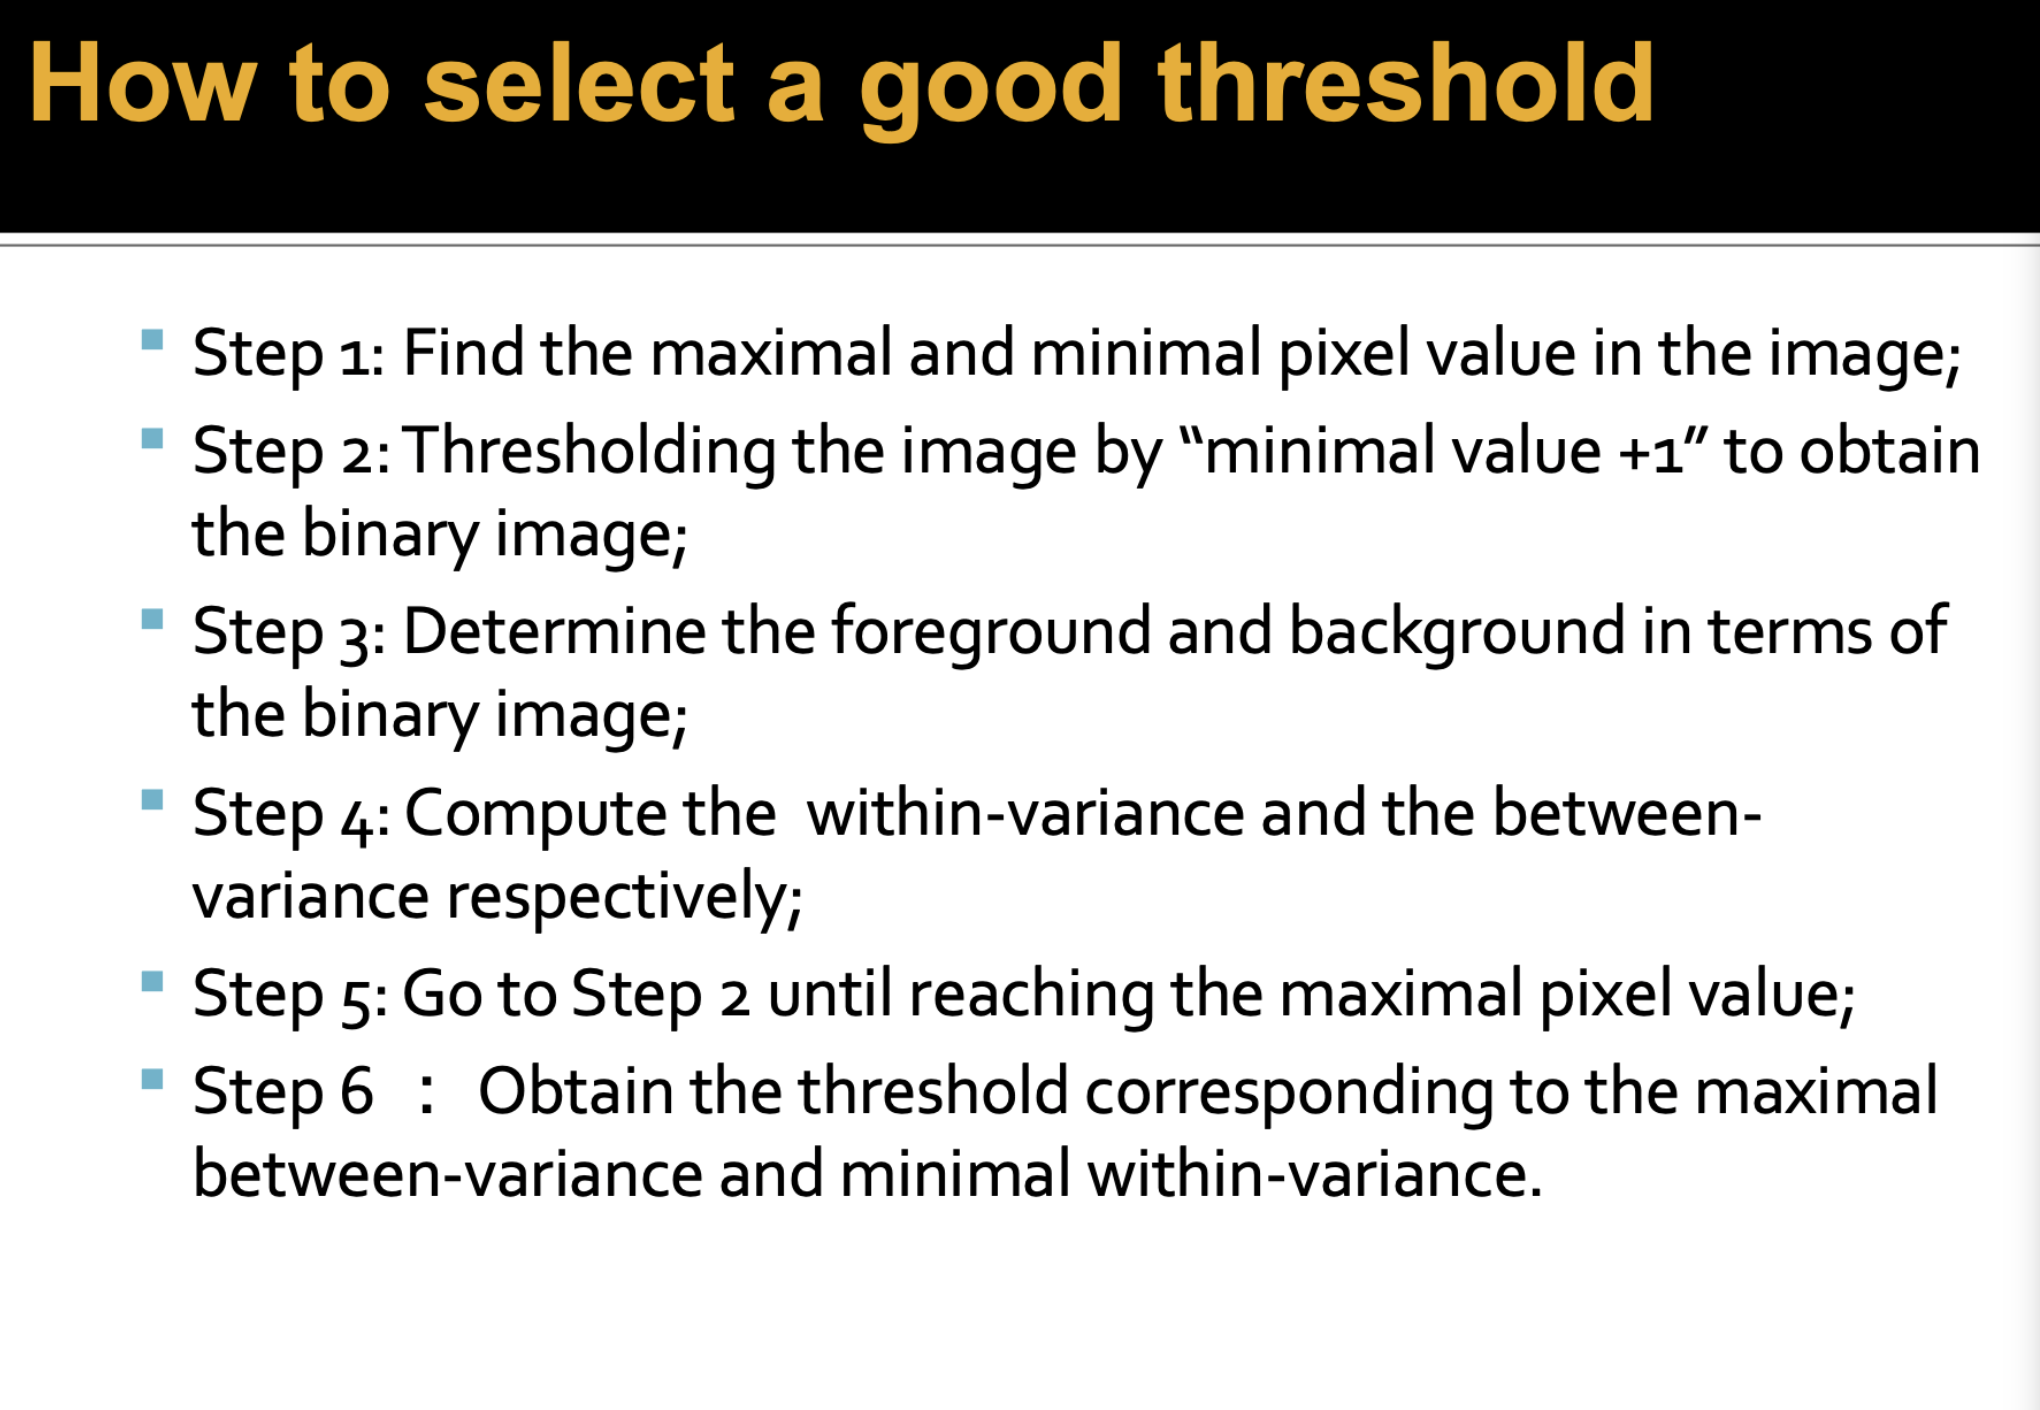 How to select a good threshold
Step 1: Find the maximal and minimal pixel value in the image;
Step 2: Thresholding the image by “minimal value +1” to obtain
the binary image;
Step 3: Determine the foreground and background in terms of
the binary image;
Step 4: Compute the  within-variance and the between-
variance respectively;
Step 5: Go to Step 2 until reaching the maximal pixel value;
Step 6 : Obtain the threshold corresponding to the maximal
between-variance and minimal within-variance.